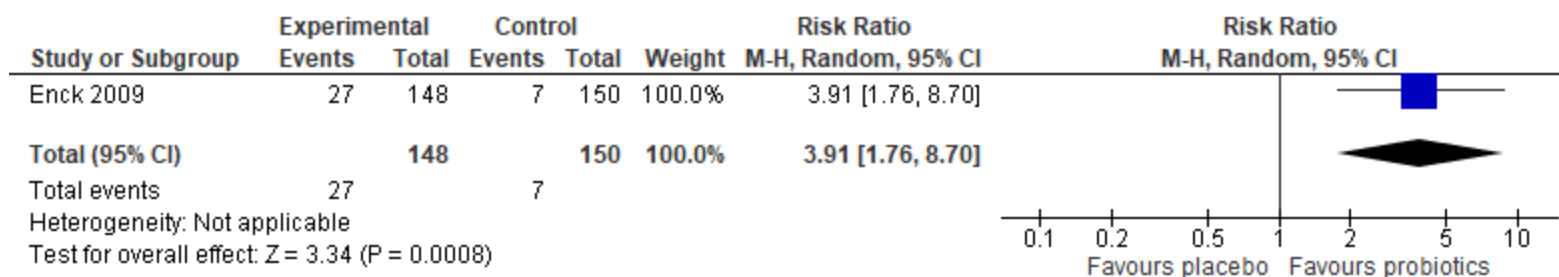 Experimental Control Risk Ratio Risk Ratio
Study or Subgroup Events Total Events Total Weight M-H, Random, 95% CI M-H, Random, 95% CI
Enck 2009 27 148 7 150 100.0% 3.91 [1.76, 8.70]
Total (95% CI) 148 150 100.0% 3.91 [1.76, 8.70]
Total events 27 7
Heterogeneity: Not applicable
Test for overall effect: Z = 3.34 (P = 0.0008)
0.1 0.2 0.5 1 2 5 10
Favours placebo Favours probiotics